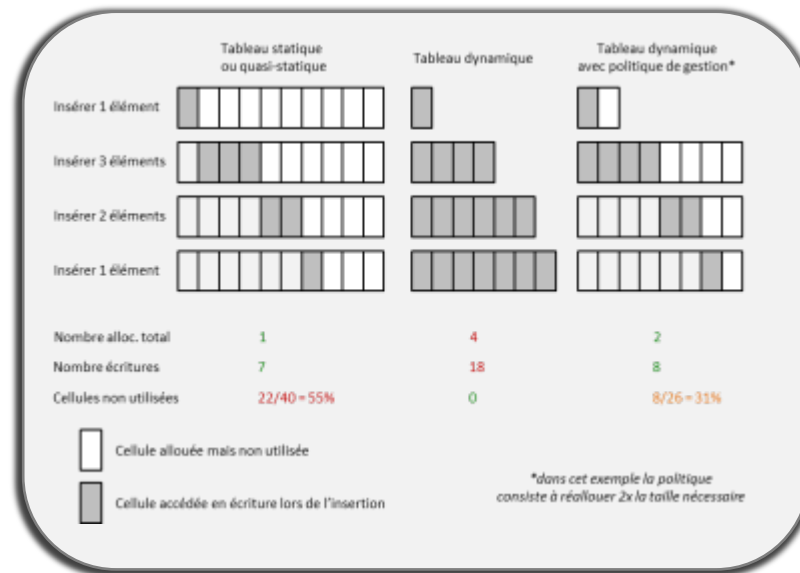 Tableau statique
ou quasi-statique
Tableau dynamique
Tableau dynamique
avec politique de gestion*
Insérer 1 élément
Insérer 3 éléments
Insérer 2 éléments
Insérer 1 élément
Nombre alloc. total 1 4 2
Nombre écritures 7 18 8
Cellules non utilisées 22/40 = 55% 0 8/26 = 31%
Cellule allouée mais non utilisée
Cellule accédée en écriture lors de l'insertion
*dans cet exemple la politique
consiste à réallouer 2x la taille nécessaire